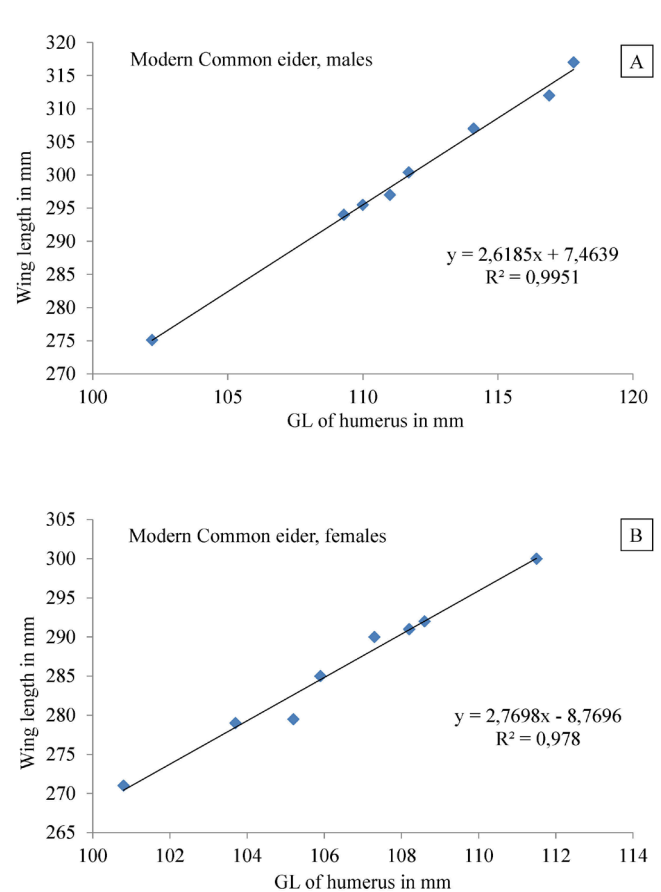 Modern Common eider, males
A
320
315
310
305
300
295
290
285
280
275
270
Wing length in mm
y = 2,6185x + 7,4639
R² = 0,9951
100 105 110 115 120
GL of humerus in mm
Modern Common eider, females
B
305
300
295
290
285
280
275
270
265
Wing length in mm
y = 2,7698x - 8,7696
R² = 0,978
100 102 104 106 108 110 112 114
GL of humerus in mm